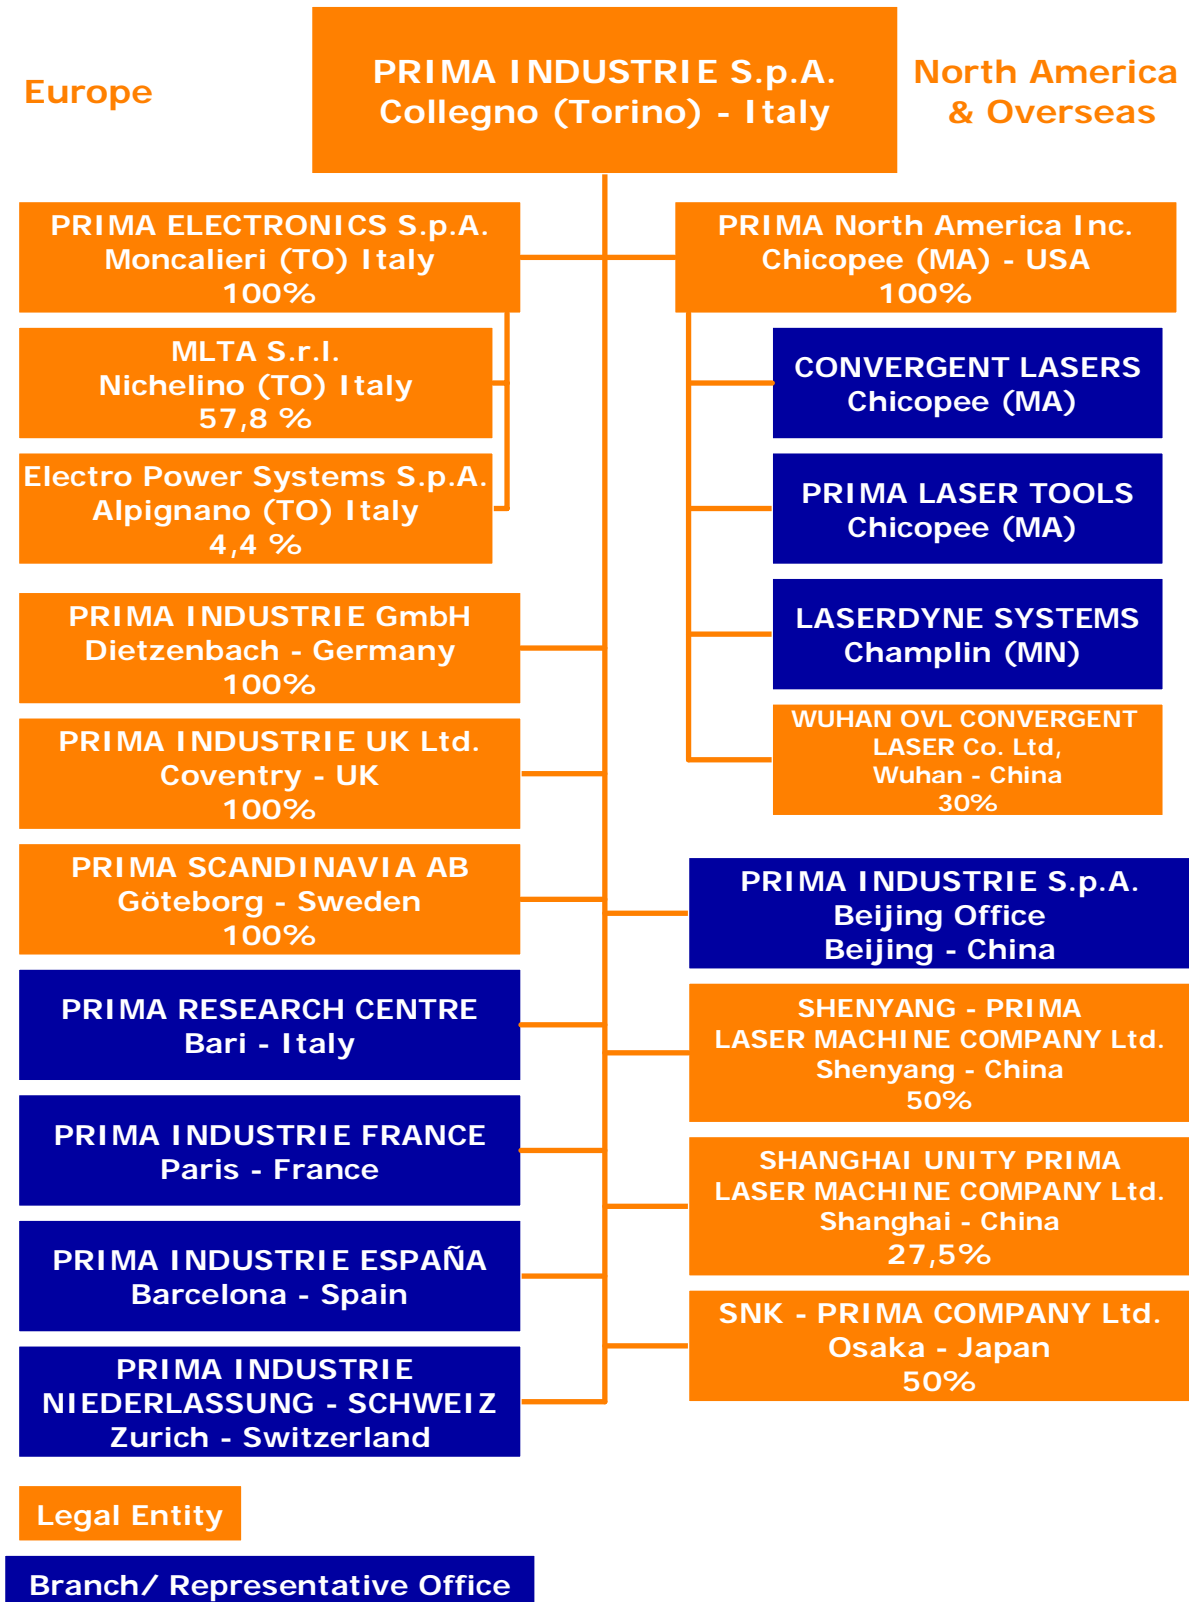 Europe
PRIMA INDUSTRIE S.p.A.
Collegno (Torino) - Italy
North America
& Overseas
PRIMA ELECTRONICS S.p.A.
Moncalieri (TO) Italy
100%
MLTA S.r.l.
Nichelino (TO) Italy
57,8 %
Electro Power Systems S.p.A.
Alpignano (TO) Italy
4,4 %
PRIMA INDUSTRIE GmbH
Dietzenbach - Germany
100%
PRIMA INDUSTRIE UK Ltd.
Coventry - UK
100%
PRIMA SCANDINAVIA AB
Göteborg - Sweden
100%
PRIMA RESEARCH CENTRE
Bari - Italy
PRIMA INDUSTRIE FRANCE
Paris - France
PRIMA INDUSTRIE ESPAÑA
Barcelona - Spain
PRIMA INDUSTRIE
NIEDERLASSUNG - SCHWEIZ
Zurich - Switzerland
PRIMA North America Inc.
Chicopee (MA) - USA
100%
CONVERGENT LASERS
Chicopee (MA)
PRIMA LASER TOOLS
Chicopee (MA)
LASERDYNE SYSTEMS
Champlin (MN)
WUHAN OVL CONVERGENT
LASER Co. Ltd,
Wuhan - China
30%
PRIMA INDUSTRIE S.p.A.
Beijing Office
Beijing - China
SHENYANG - PRIMA
LASER MACHINE COMPANY Ltd.
Shenyang - China
50%
SHANGHAI UNITY PRIMA
LASER MACHINE COMPANY Ltd.
Shanghai - China
27,5%
SNK - PRIMA COMPANY Ltd.
Osaka - Japan
50%
Legal Entity
Branch/ Representative Office